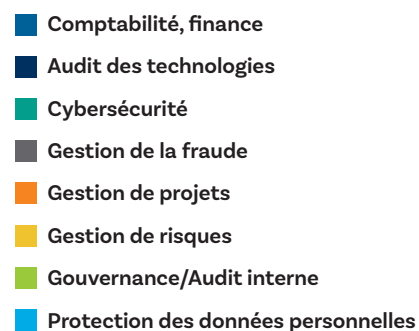 Comptabilité, finance
Audit des technologies
Cybersécurité
Gestion de la fraude
Gestion de projets
Gestion de risques
Gouvernance/Audit interne
Protection des données personnelles